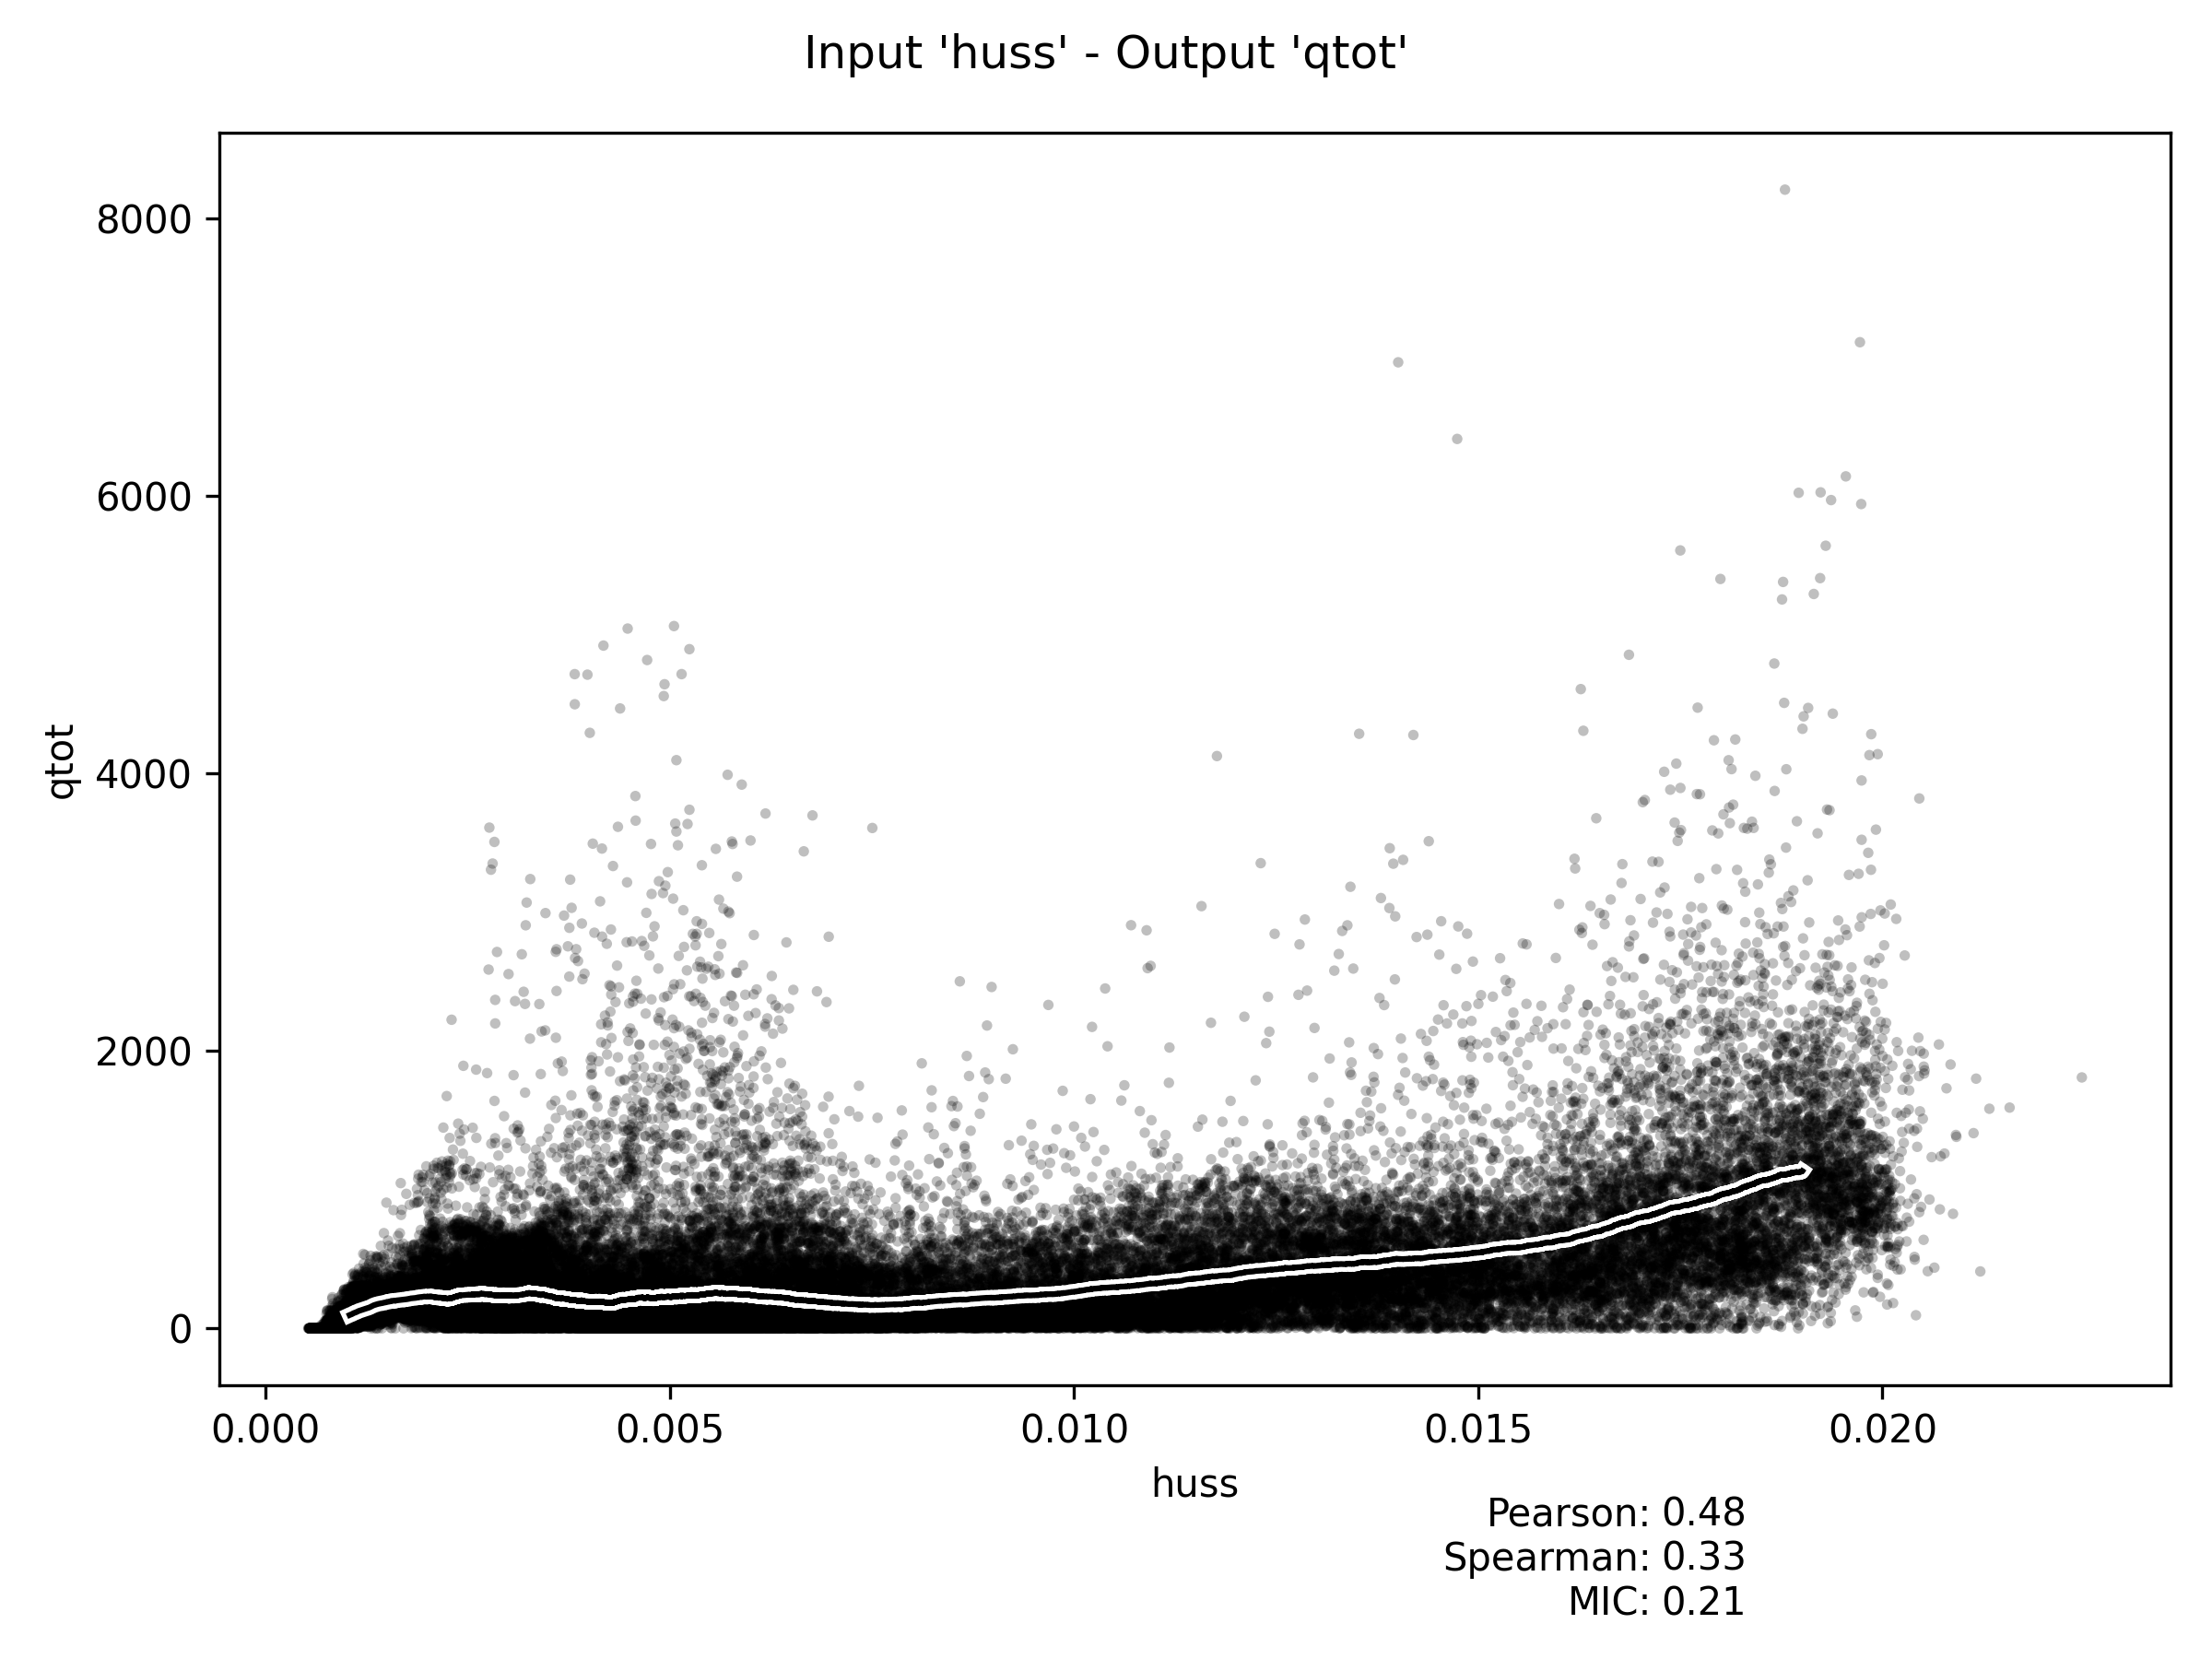 Input 'huss' - Output 'qtot'
8000
6000
4000
2000
0
qtot
0.000 0.005 0.010 0.015 0.020
huss
Pearson: 0.48
Spearman: 0.33
MIC: 0.21